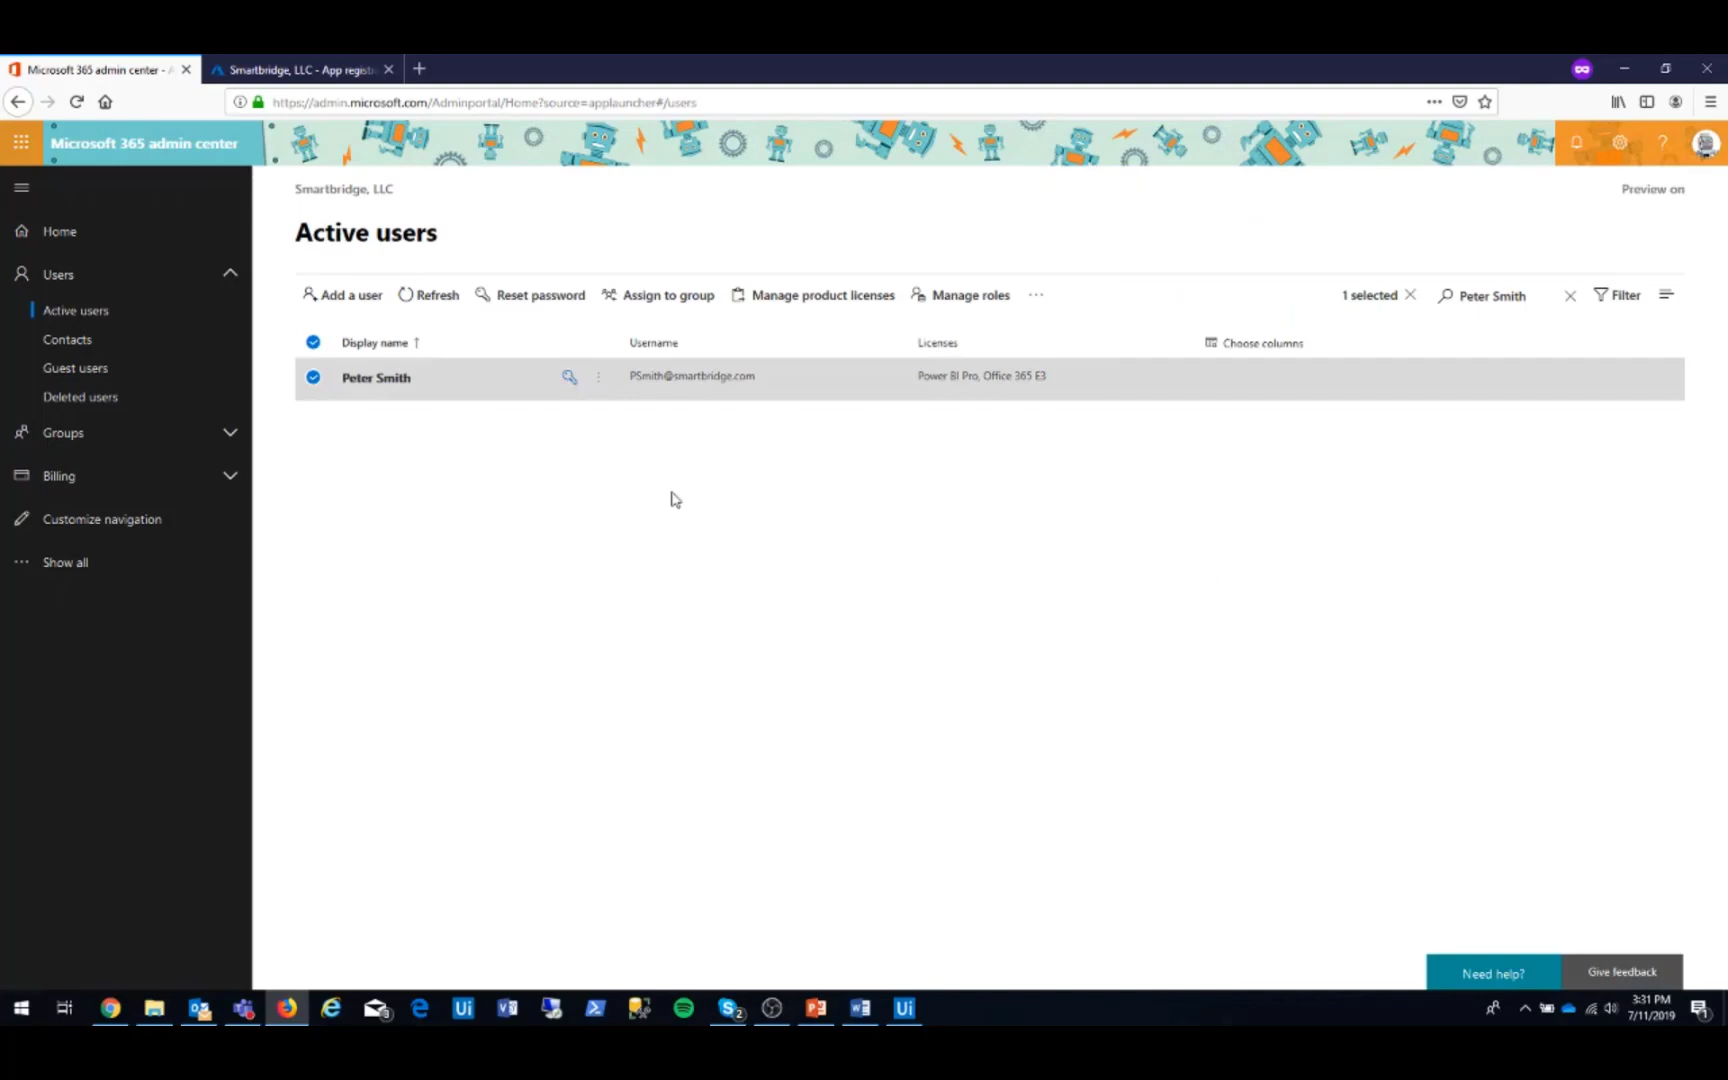 Microsoft 365 admin center - A
Smartbridge, LLC - App registr
https://admin.microsoft.com/Adminportal/Home?source=applauncher#/users
Microsoft 365 admin center
Smartbridge, LLC
Preview on
Active users
Add a user
Refresh
Reset password
Assign to group
Manage product licenses
Manage roles
1 selected
Peter Smith
Filter
Display name ↑
Username
Licenses
Choose columns
Peter Smith
PSmith@smartbridge.com
Power BI Pro, Office 365 E3
Home
Users
Active users
Contacts
Guest users
Deleted users
Groups
Billing
Customize navigation
Show all
Need help?
Give feedback
3:31 PM
7/11/2019